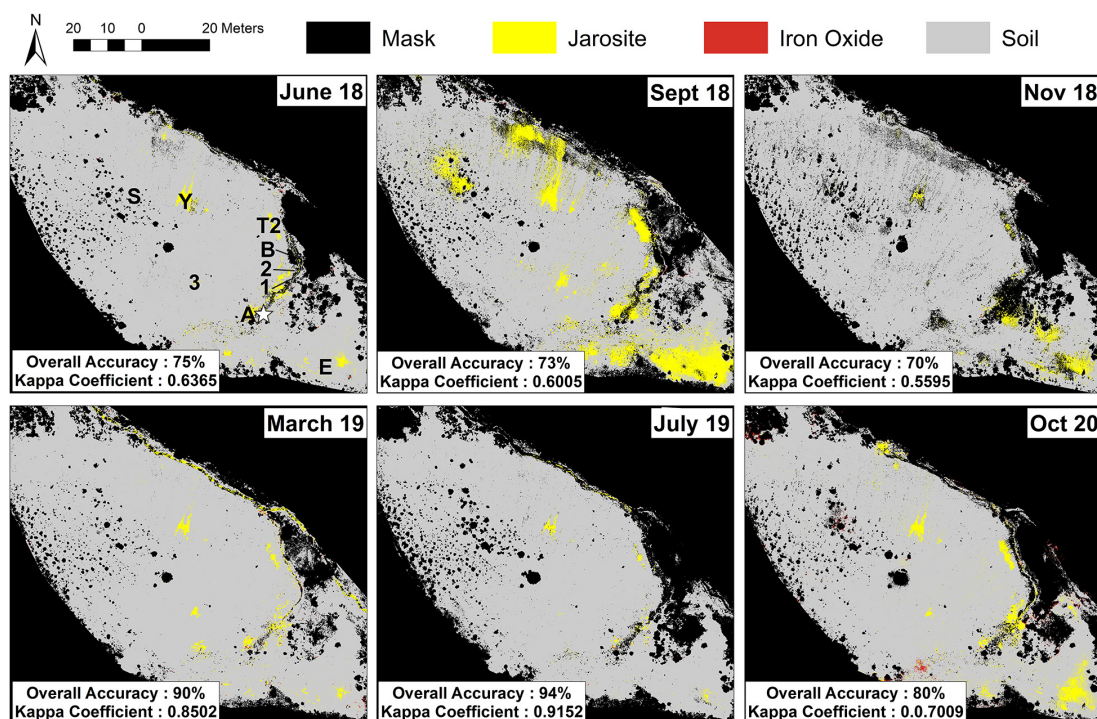 N
20 10 0 20 Meters
Mask Jarosite Iron Oxide Soil
June 18
S
Y
T2
B
2
3
1
A
E
Overall Accuracy : 75%
Kappa Coefficient : 0.6365
Sept 18
Overall Accuracy : 73%
Kappa Coefficient : 0.6005
Nov 18
Overall Accuracy : 70%
Kappa Coefficient : 0.5595
March 19
Overall Accuracy : 90%
Kappa Coefficient : 0.8502
July 19
Overall Accuracy : 94%
Kappa Coefficient : 0.9152
Oct 20
Overall Accuracy : 80%
Kappa Coefficient : 0.0.7009